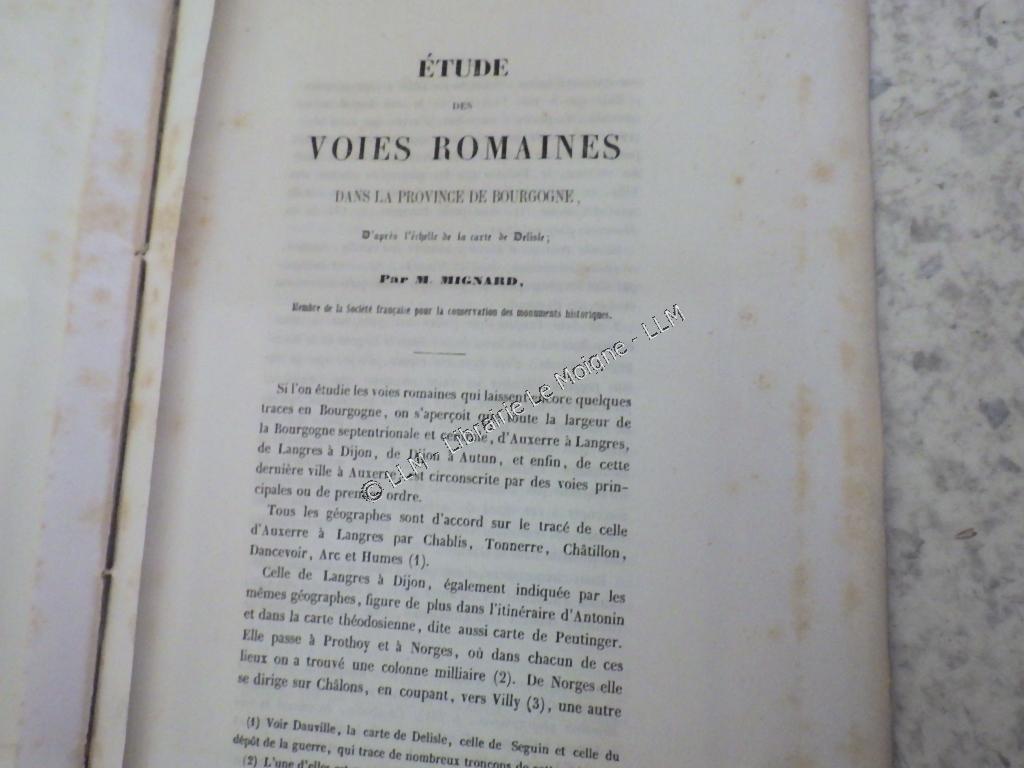 ÉTUDE
DES
VOIES ROMAINES
DANS LA PROVINCE DE BOURGOGNE,
D'après l'échelle de la carte de Delisle;
Par M. MIGNARD,
Membre de la Société française pour la conservation des monuments historiques.
Si l'on étudie les voies romaines qui laissent encore quelques
traces en Bourgogne, on s'aperçoit que toute la largeur de
la Bourgogne septentrionale et centrale, d'Auxerre à Langres,
de Langres à Dijon, de Dijon à Autun, et enfin, de cette
dernière ville à Auxerre, est circonscrite par des voies prin-
cipales ou de premier ordre.
Tous les géographes sont d'accord sur le tracé de celle
d'Auxerre à Langres par Chablis, Tonnerre, Châtillon,
Dancevoir, Arc et Humes (1).
Celle de Langres à Dijon, également indiquée par les
mêmes géographes, figure de plus dans l'itinéraire d'Antonin
et dans la carte théodosienne, dite aussi carte de Peutinger.
Elle passe à Prothoy et à Norges, où dans chacun de ces
lieux on a trouvé une colonne milliaire (2). De Norges elle
se dirige sur Châlons, en coupant, vers Villy (3), une autre
(1) Voir Dauville, la carte de Delisle, celle de Seguin et celle du
dépôt de la guerre, qui trace de nombreux tronçons de
(2) L'une d'elles
© LLM - Librairie Le Moigne - LLM